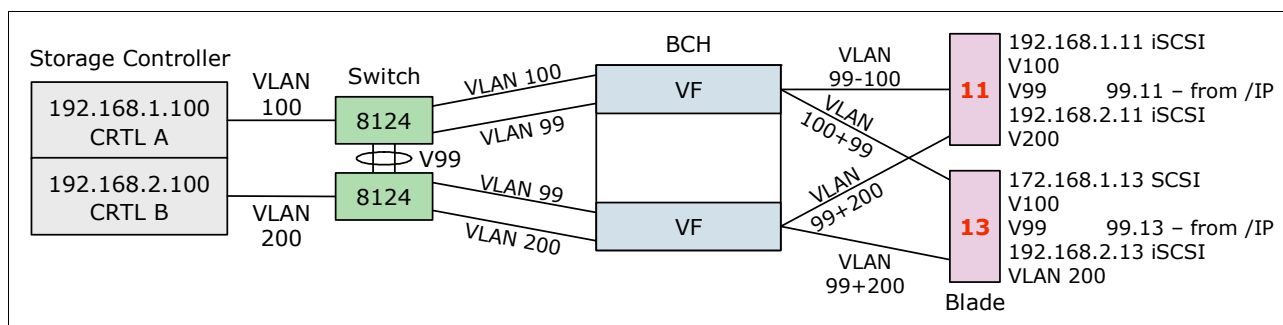 Storage Controller
192.168.1.100
CRTL A
192.168.2.100
CRTL B
VLAN
100
VLAN
200
Switch
8124
V99
8124
VLAN 100
VLAN 99
VLAN 99
VLAN 200
BCH
VF
VF
VLAN
99-100
VLAN
100+99
VLAN
99+200
VLAN
99+200
11
192.168.1.11 iSCSI
V100
V99 99.11 – from /IP
192.168.2.11 iSCSI
V200
13
172.168.1.13 SCSI
V100
V99 99.13 – from /IP
192.168.2.13 iSCSI
VLAN 200
Blade